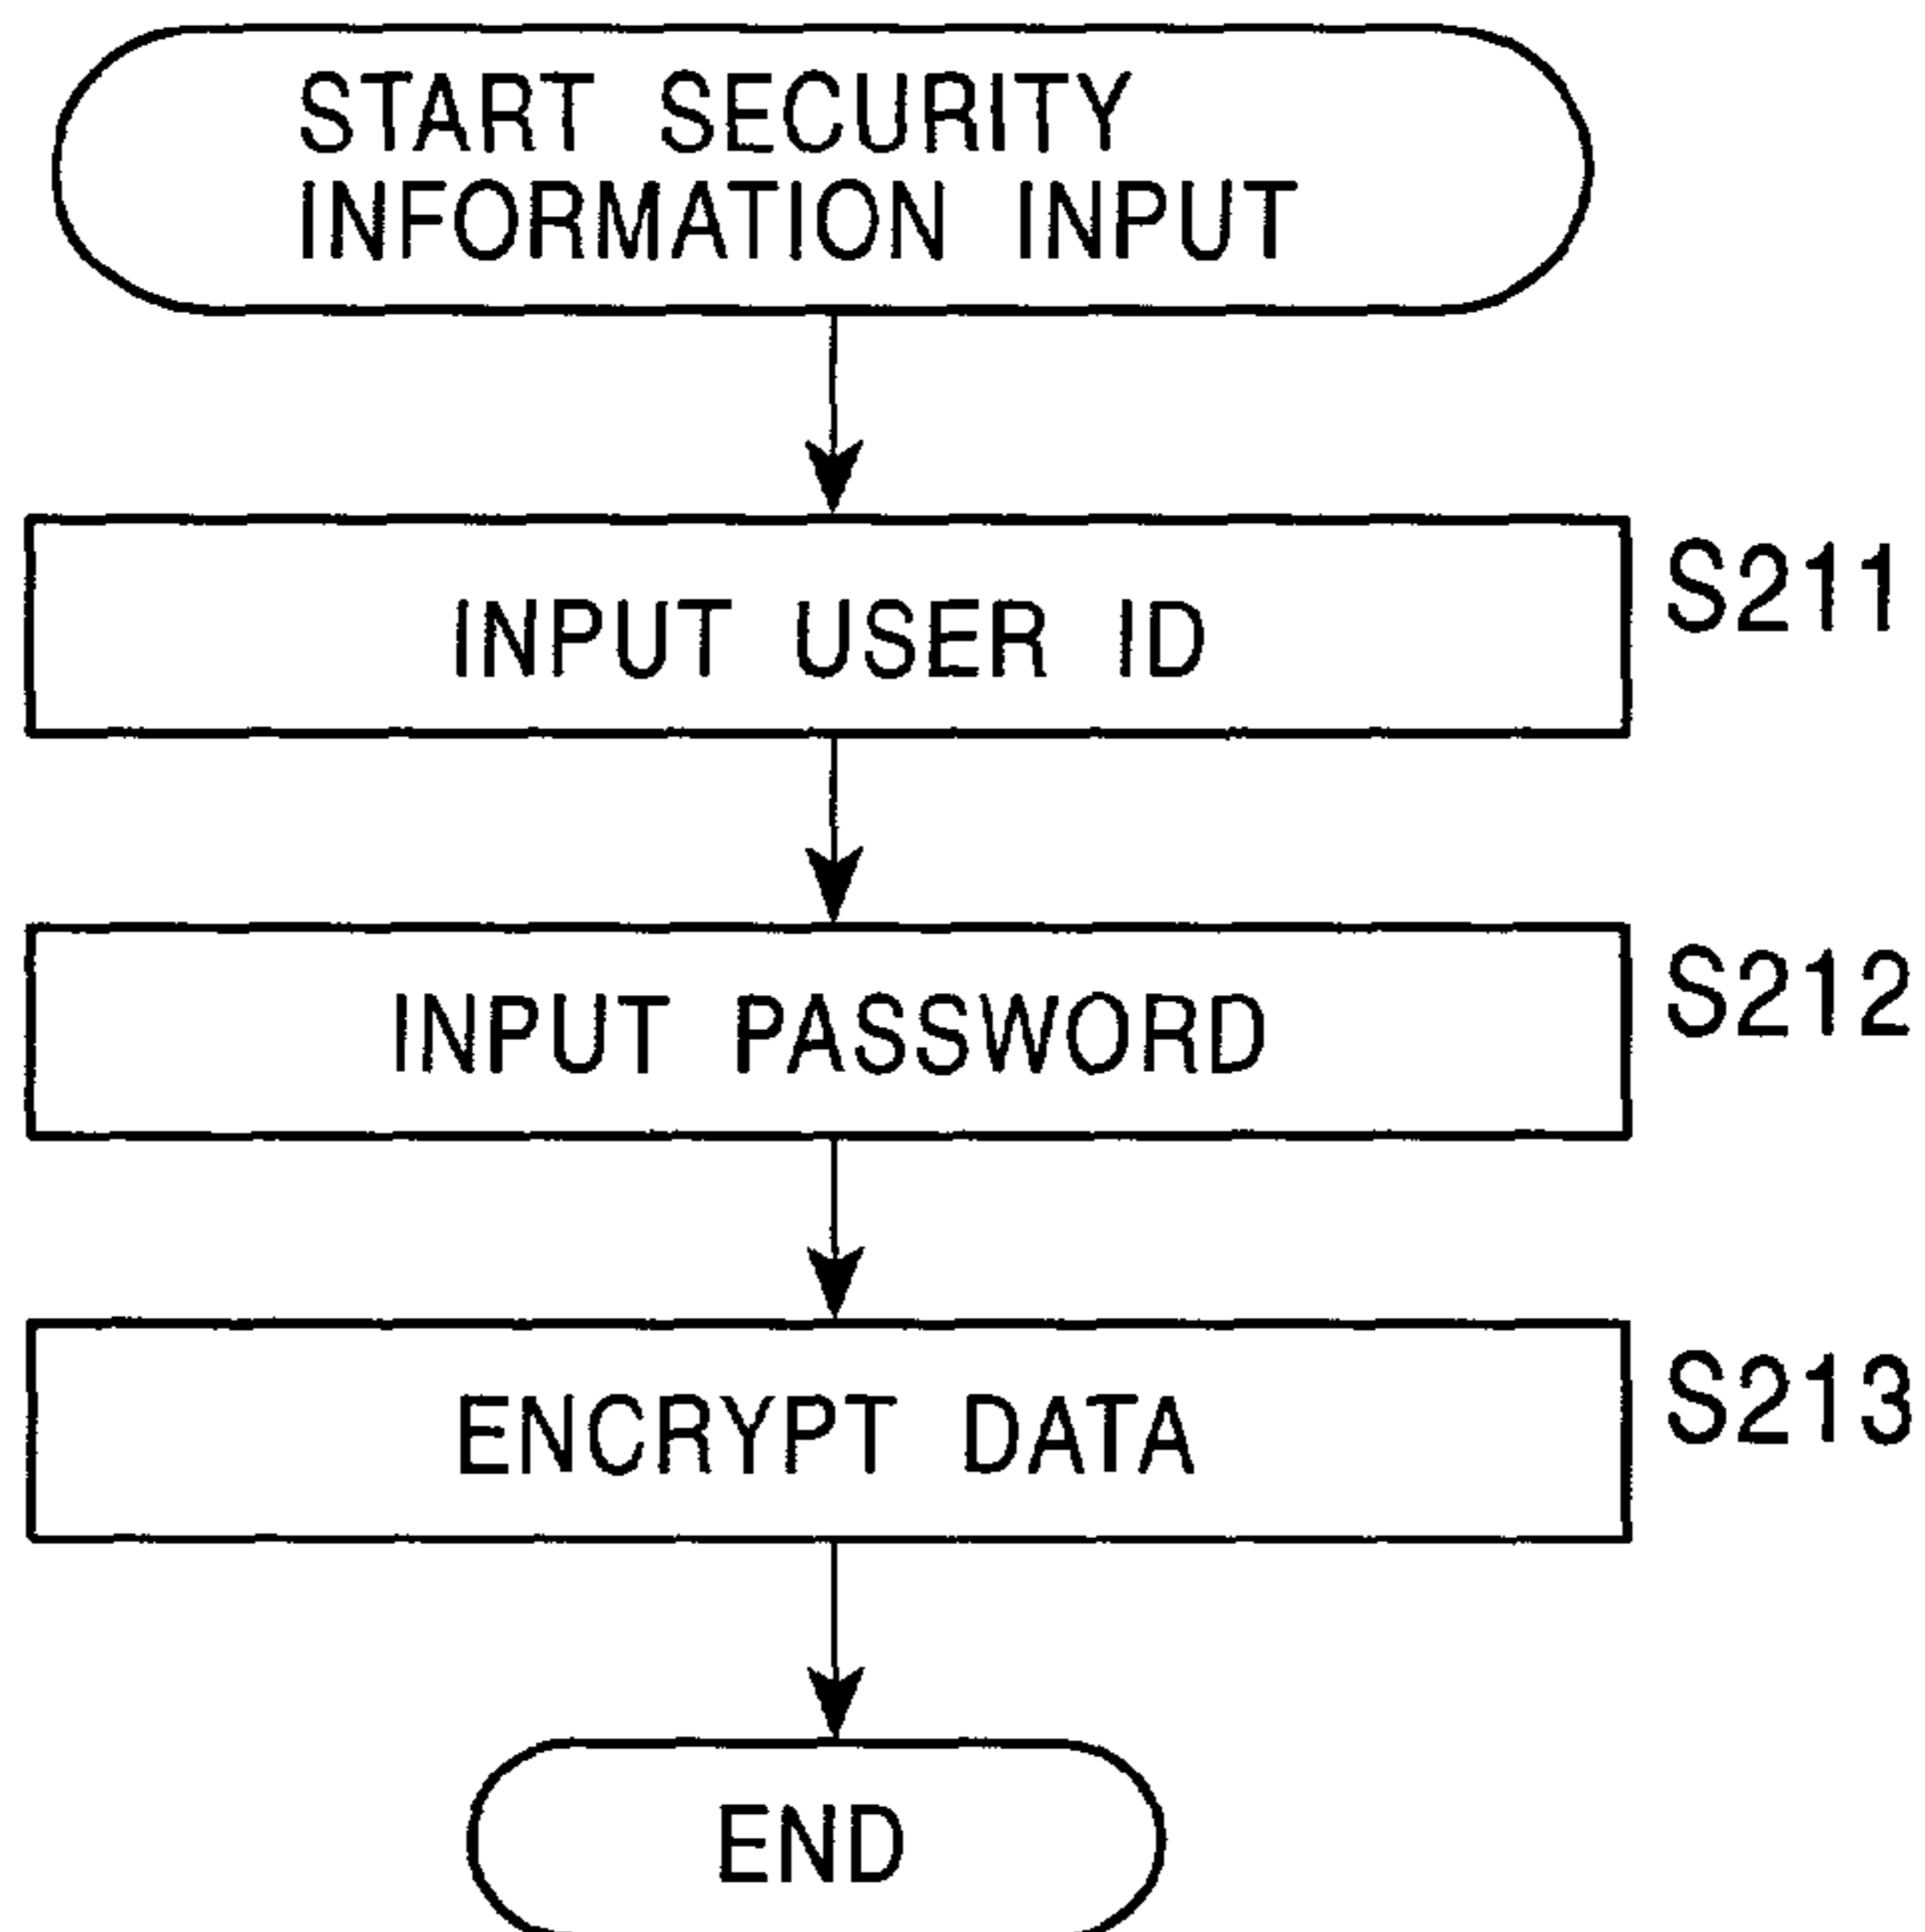 START SECURITY
INFORMATION INPUT
INPUT USER ID
S211
INPUT PASSWORD
S212
ENCRYPT DATA
S213
END